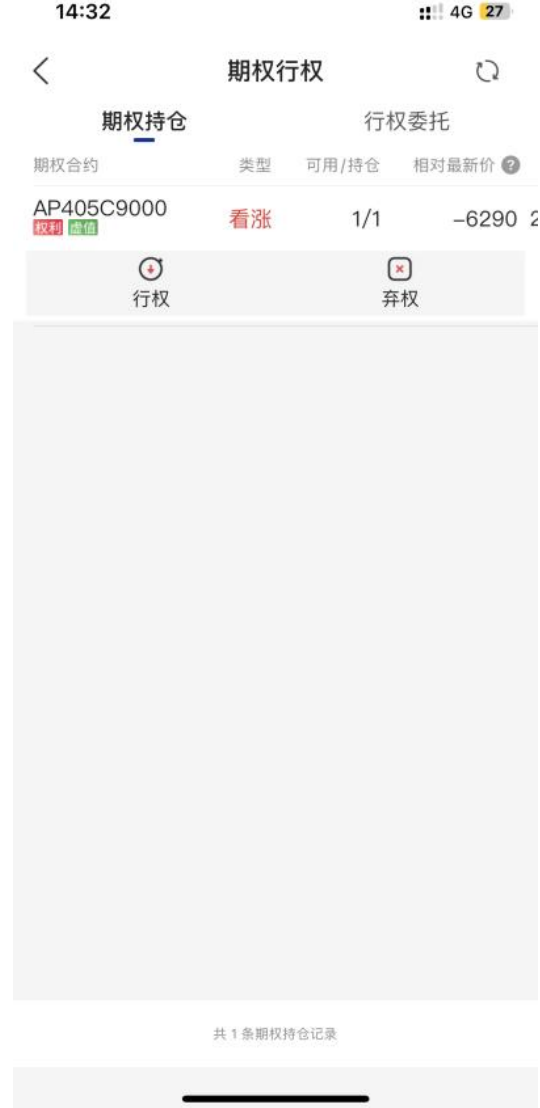 14:32
4G 27
期权行权
期权持仓 行权委托
期权合约 类型 可用/持仓 相对最新价 ?
AP405C9000 看涨 1/1 -6290 2
权利 虚值
行权 弃权
共 1 条期权持仓记录